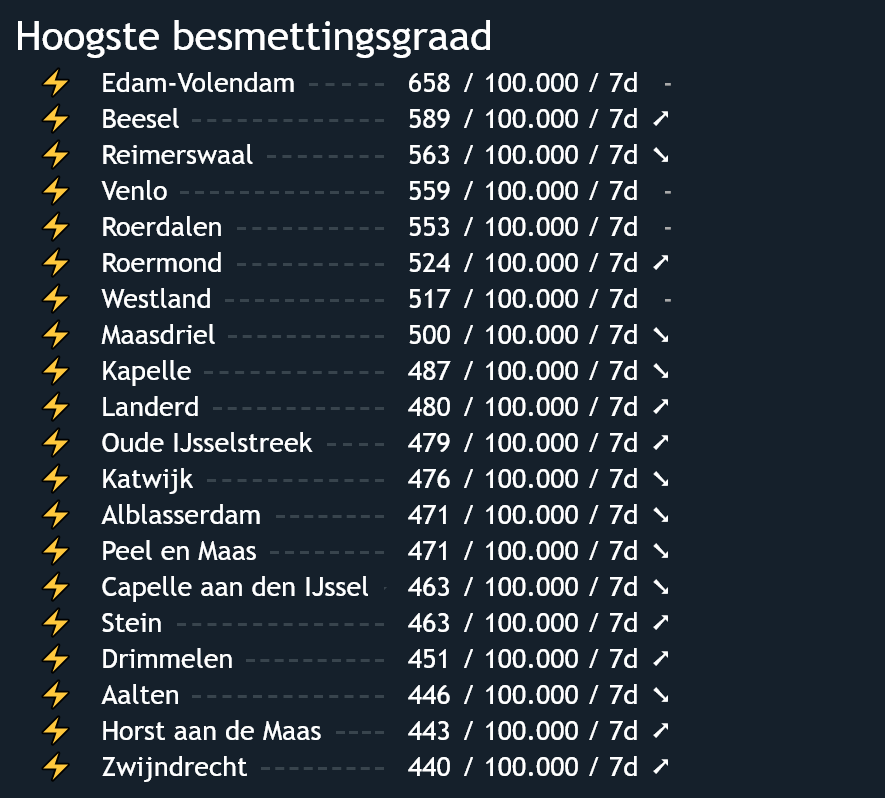 Hoogste besmettingsgraad
⚡ Edam-Volendam ----- 658 / 100.000 / 7d -
⚡ Beesel ------------- 589 / 100.000 / 7d ➚
⚡ Reimerswaal -------- 563 / 100.000 / 7d ➘
⚡ Venlo -------------- 559 / 100.000 / 7d -
⚡ Roerdalen ---------- 553 / 100.000 / 7d -
⚡ Roermond ---------- 524 / 100.000 / 7d ➚
⚡ Westland ----------- 517 / 100.000 / 7d -
⚡ Maasdriel ---------- 500 / 100.000 / 7d ➘
⚡ Kapelle ------------ 487 / 100.000 / 7d ➘
⚡ Landerd ----------- 480 / 100.000 / 7d ➚
⚡ Oude IJsselstreek ---- 479 / 100.000 / 7d ➚
⚡ Katwijk ------------ 476 / 100.000 / 7d ➘
⚡ Alblasserdam ------- 471 / 100.000 / 7d ➘
⚡ Peel en Maas ------- 471 / 100.000 / 7d ➘
⚡ Capelle aan den IJssel - 463 / 100.000 / 7d ➘
⚡ Stein -------------- 463 / 100.000 / 7d ➚
⚡ Drimmelen --------- 451 / 100.000 / 7d ➚
⚡ Aalten ------------- 446 / 100.000 / 7d ➘
⚡ Horst aan de Maas ---- 443 / 100.000 / 7d ➚
⚡ Zwijndrecht -------- 440 / 100.000 / 7d ➚